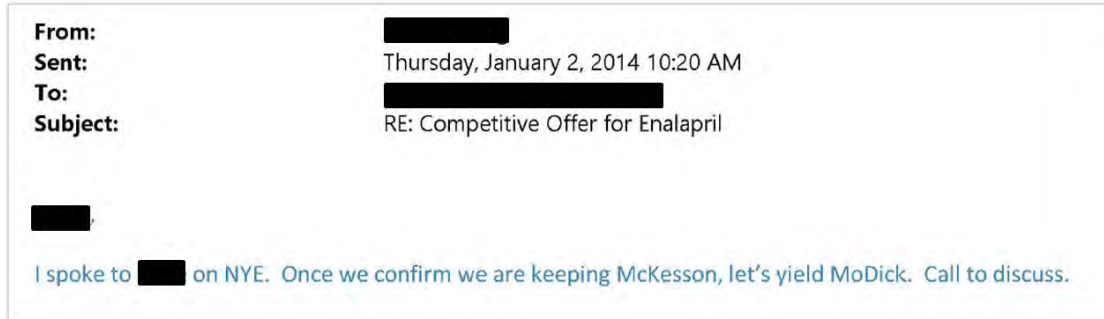 From:
Sent: Thursday, January 2, 2014 10:20 AM
To:
Subject: RE: Competitive Offer for Enalapril
,
I spoke to on NYE. Once we confirm we are keeping McKesson, let's yield MoDick. Call to discuss.